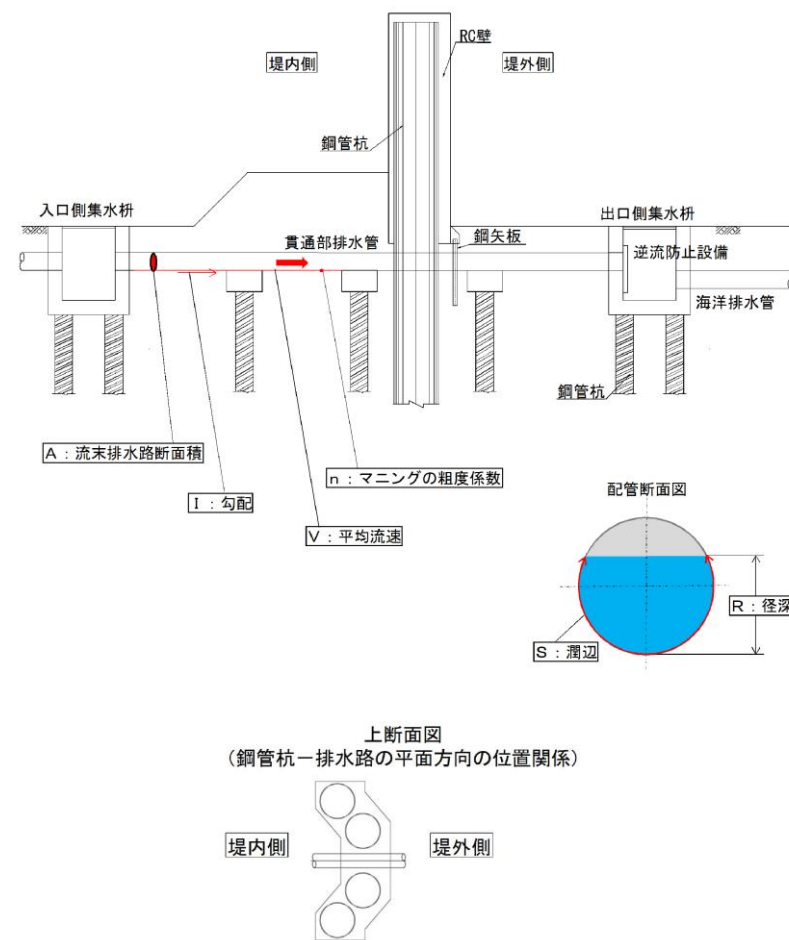 RC壁
堤内側
堤外側
鋼管杭
入口側集水枡
出口側集水枡
貫通部排水管
鋼矢板
逆流防止設備
海洋排水管
鋼管杭
A:流末排水路断面積
I:勾配
n:マニングの粗度係数
V:平均流速
配管断面図
R:径深
S:潤辺
上断面図
(鋼管杭-排水路の平面方向の位置関係)
堤内側
堤外側